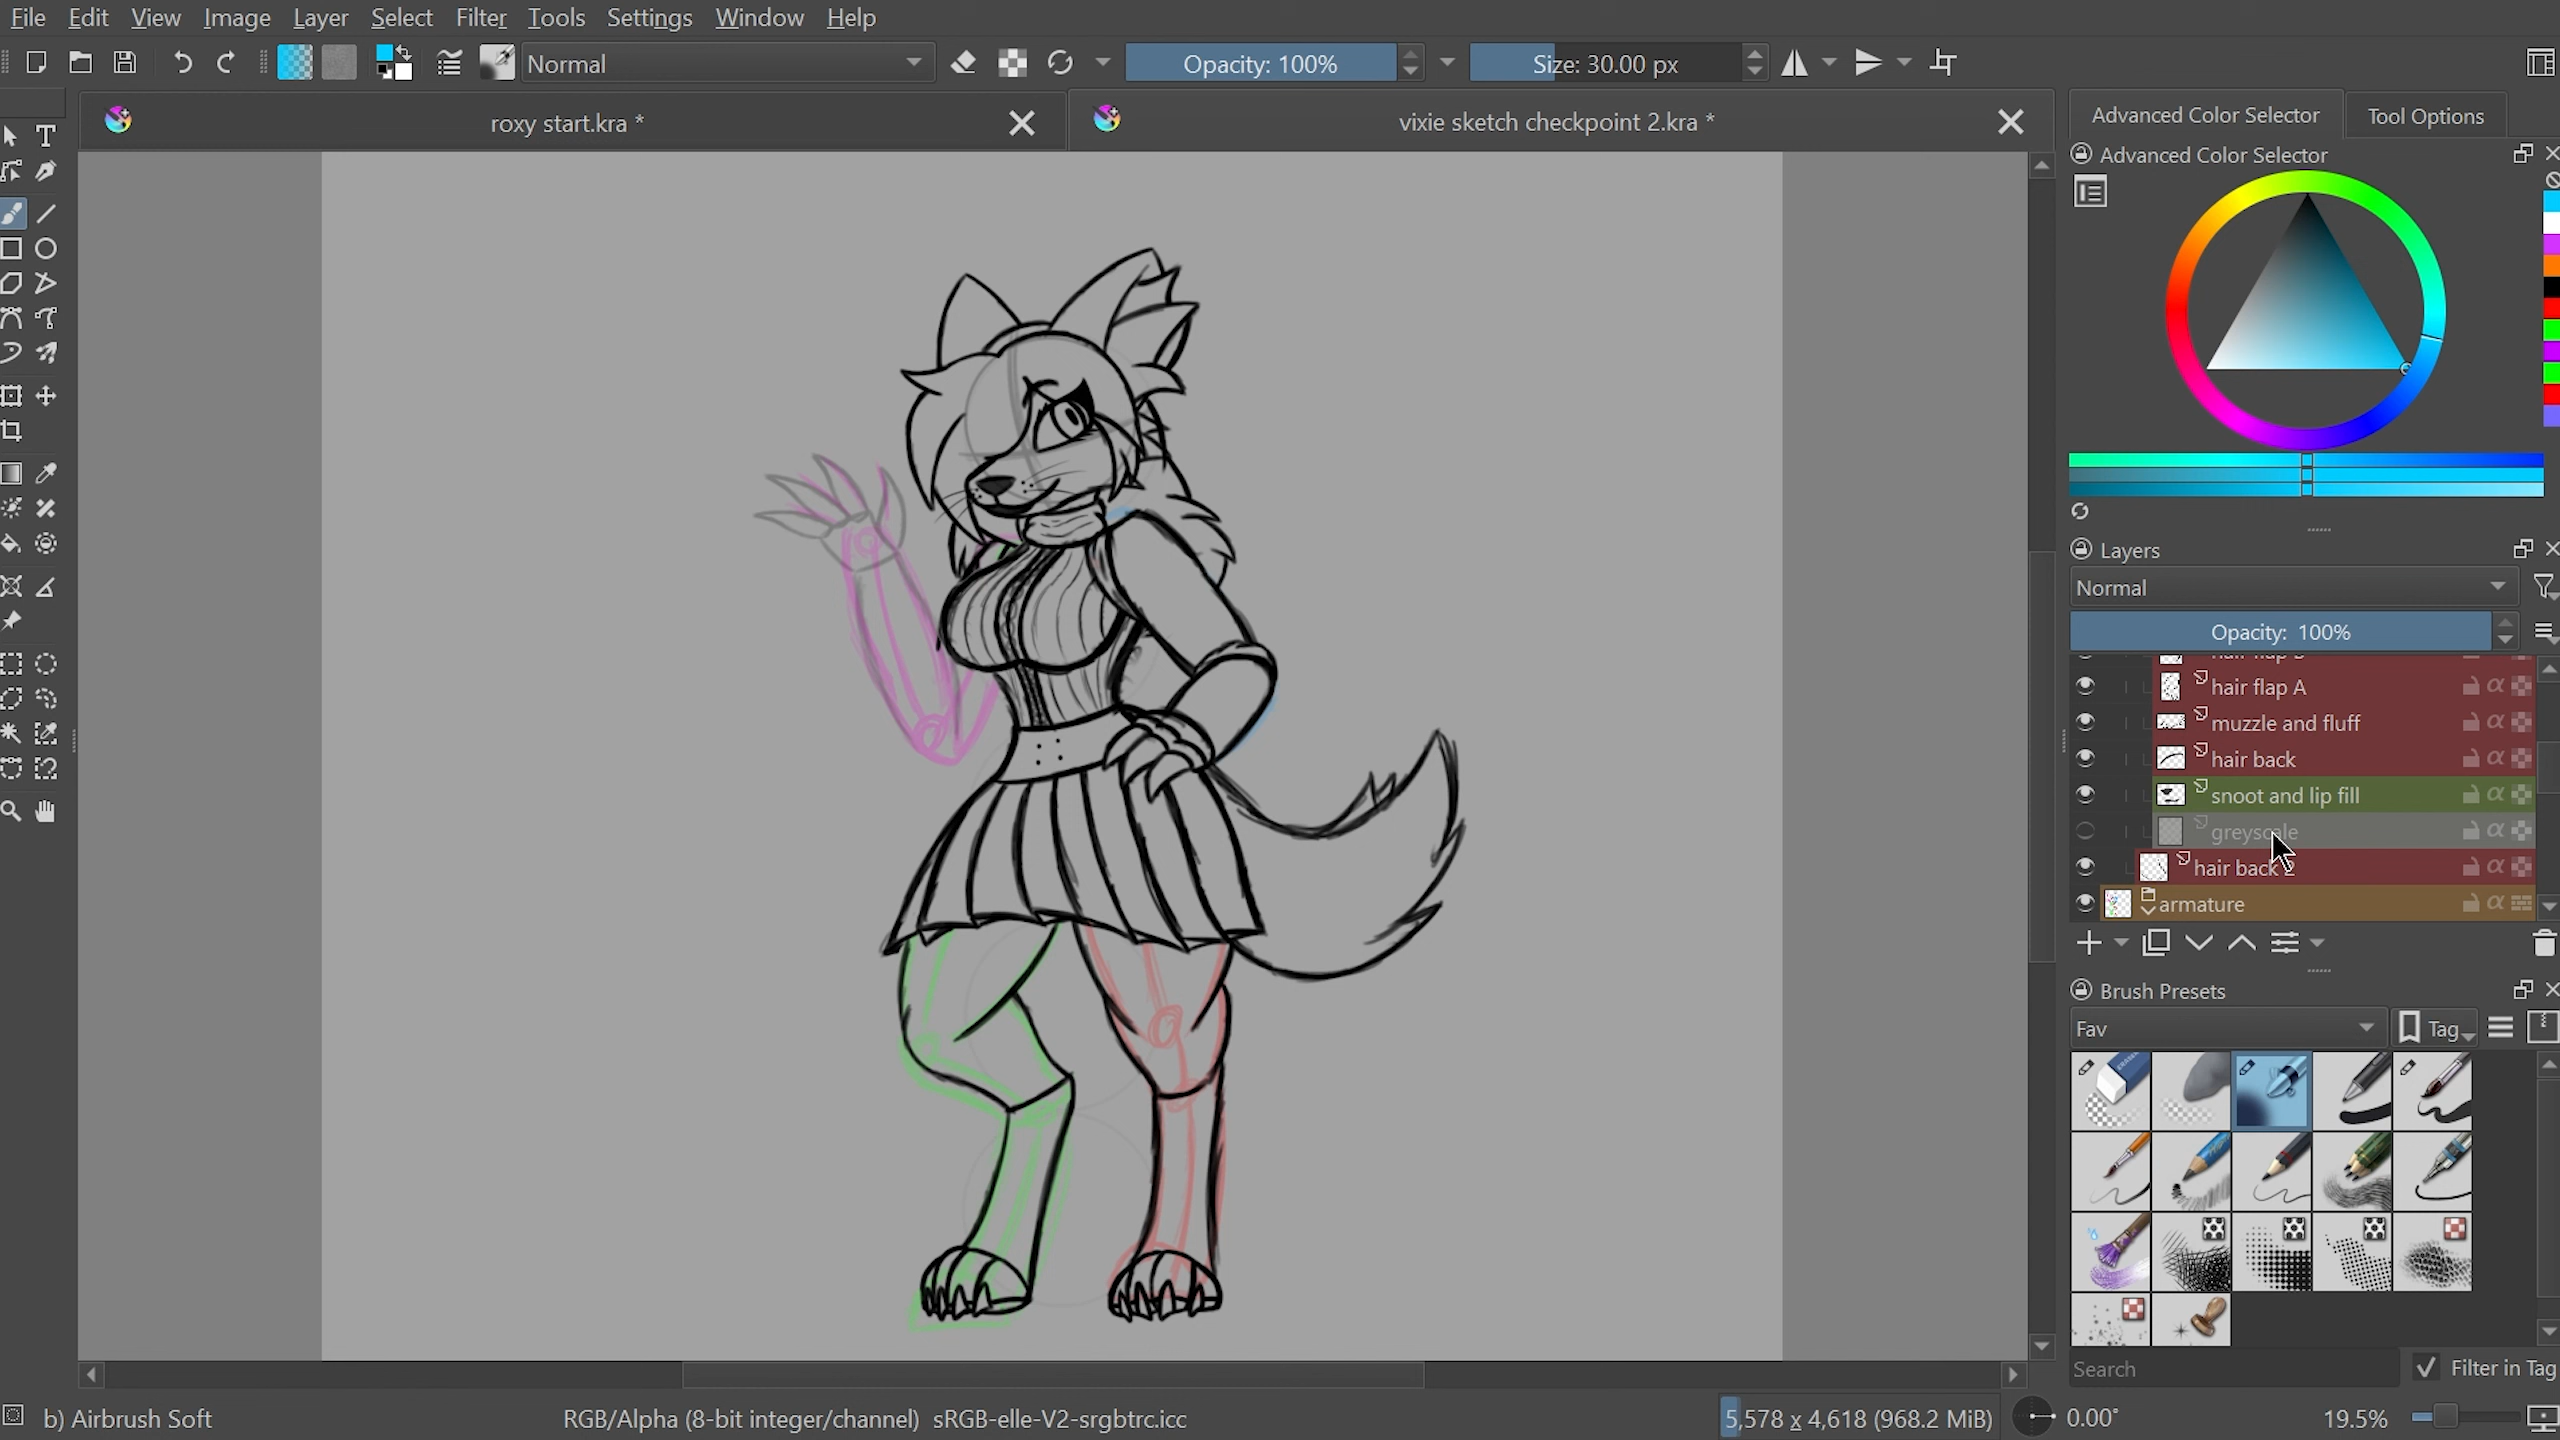 File Edit View Image Layer Select Filter Tools Settings Window Help
Normal Opacity: 100% Size: 30.00 px
roxy start.kra *
vixie sketch checkpoint 2.kra *
Advanced Color Selector Tool Options
Advanced Color Selector
Layers
Normal
Opacity: 100%
hair flap A
muzzle and fluff
hair back
snoot and lip fill
greyscale
hair back 2
armature
Brush Presets
Fav Tag
Search Filter in Tag
b) Airbrush Soft RGB/Alpha (8-bit integer/channel) sRGB-elle-V2-srgbtrc.icc 5,578 x 4,618 (968.2 MiB) 0.00° 19.5%